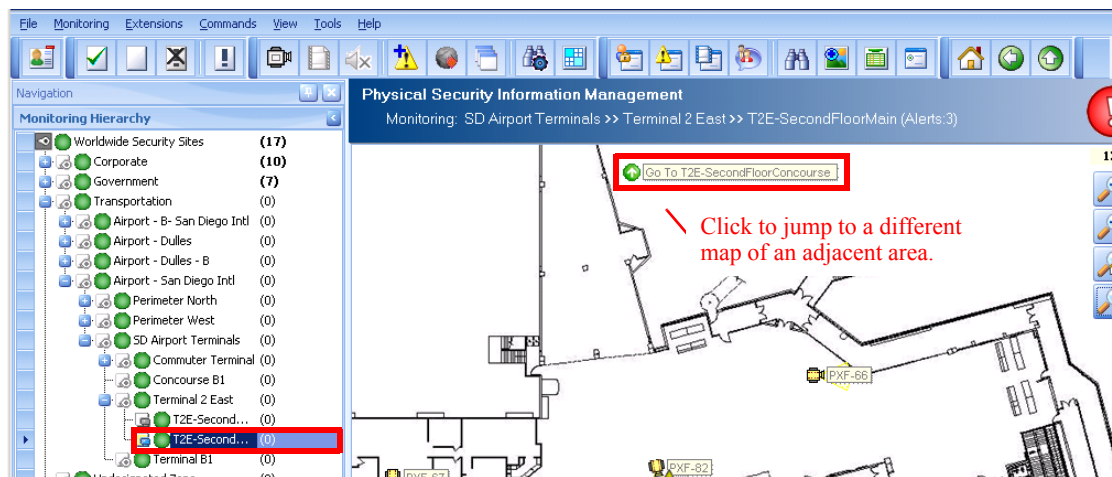 File Monitoring Extensions Commands View Tools Help
Navigation
Monitoring Hierarchy
Worldwide Security Sites (17)
Corporate (10)
Government (7)
Transportation (0)
Airport - B- San Diego Intl (0)
Airport - Dulles (0)
Airport - Dulles - B (0)
Airport - San Diego Intl (0)
Perimeter North (0)
Perimeter West (0)
SD Airport Terminals (0)
Commuter Terminal (0)
Concourse B1 (0)
Terminal 2 East (0)
T2E-Second... (0)
T2E-Second... (0)
Terminal B1 (0)
Physical Security Information Management
Monitoring: SD Airport Terminals >> Terminal 2 East >> T2E-SecondFloorMain (Alerts:3)
Go To T2E-SecondFloorConcourse
Click to jump to a different
map of an adjacent area.
PXF-66
PXF-82
PXF-67